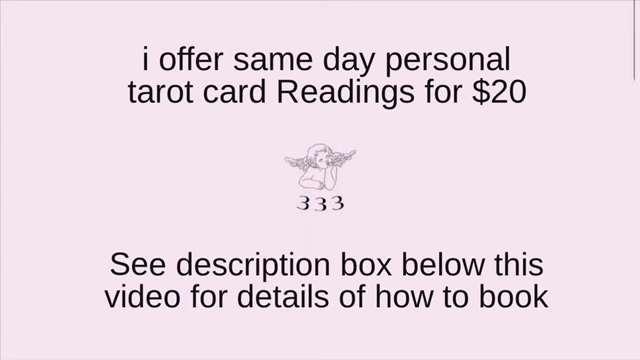 i offer same day personal
tarot card Readings for $20
333
See description box below this
video for details of how to book